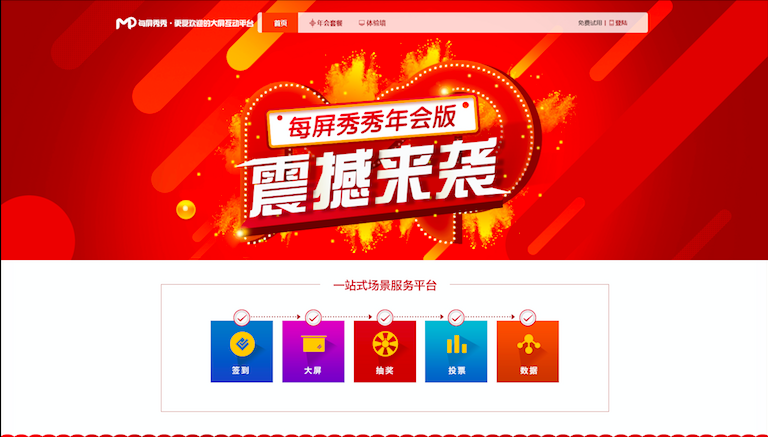 每屏秀秀·更受欢迎的大屏互动平台
首页 年会套餐 体验馆 免费试用 | 登陆
每屏秀秀年会版
震撼来袭
一站式场景服务平台
签到 大屏 抽奖 投票 数据